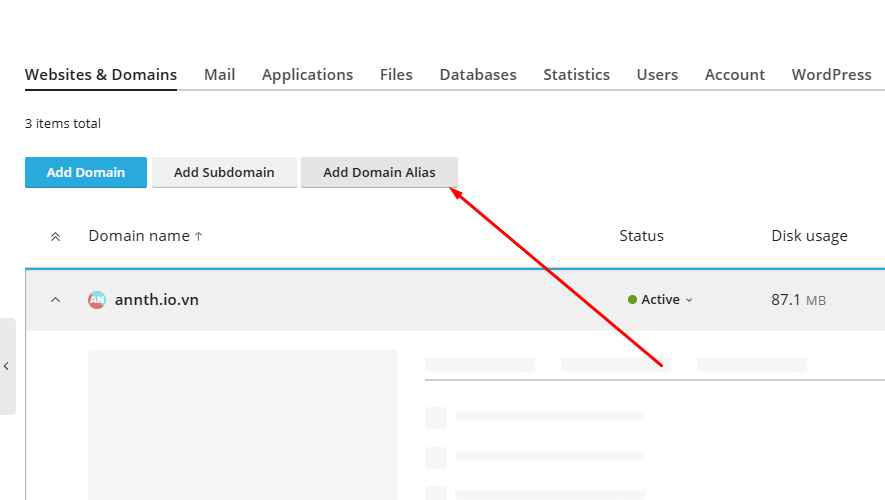 Websites & Domains Mail Applications Files Databases Statistics Users Account WordPress
3 items total
Add Domain Add Subdomain Add Domain Alias
Domain name ↑ Status Disk usage
AN annth.io.vn Active 87.1 MB